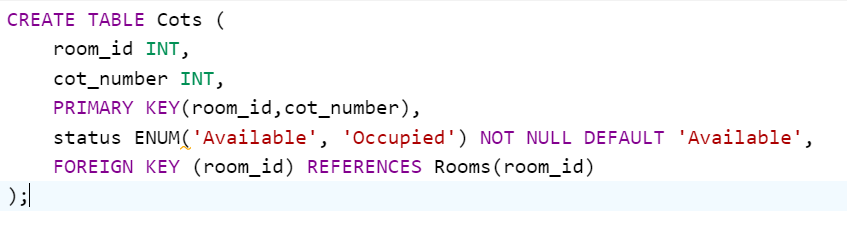 CREATE TABLE Cots (
    room_id INT,
    cot_number INT,
    PRIMARY KEY(room_id,cot_number),
    status ENUM('Available', 'Occupied') NOT NULL DEFAULT 'Available',
    FOREIGN KEY (room_id) REFERENCES Rooms(room_id)
);